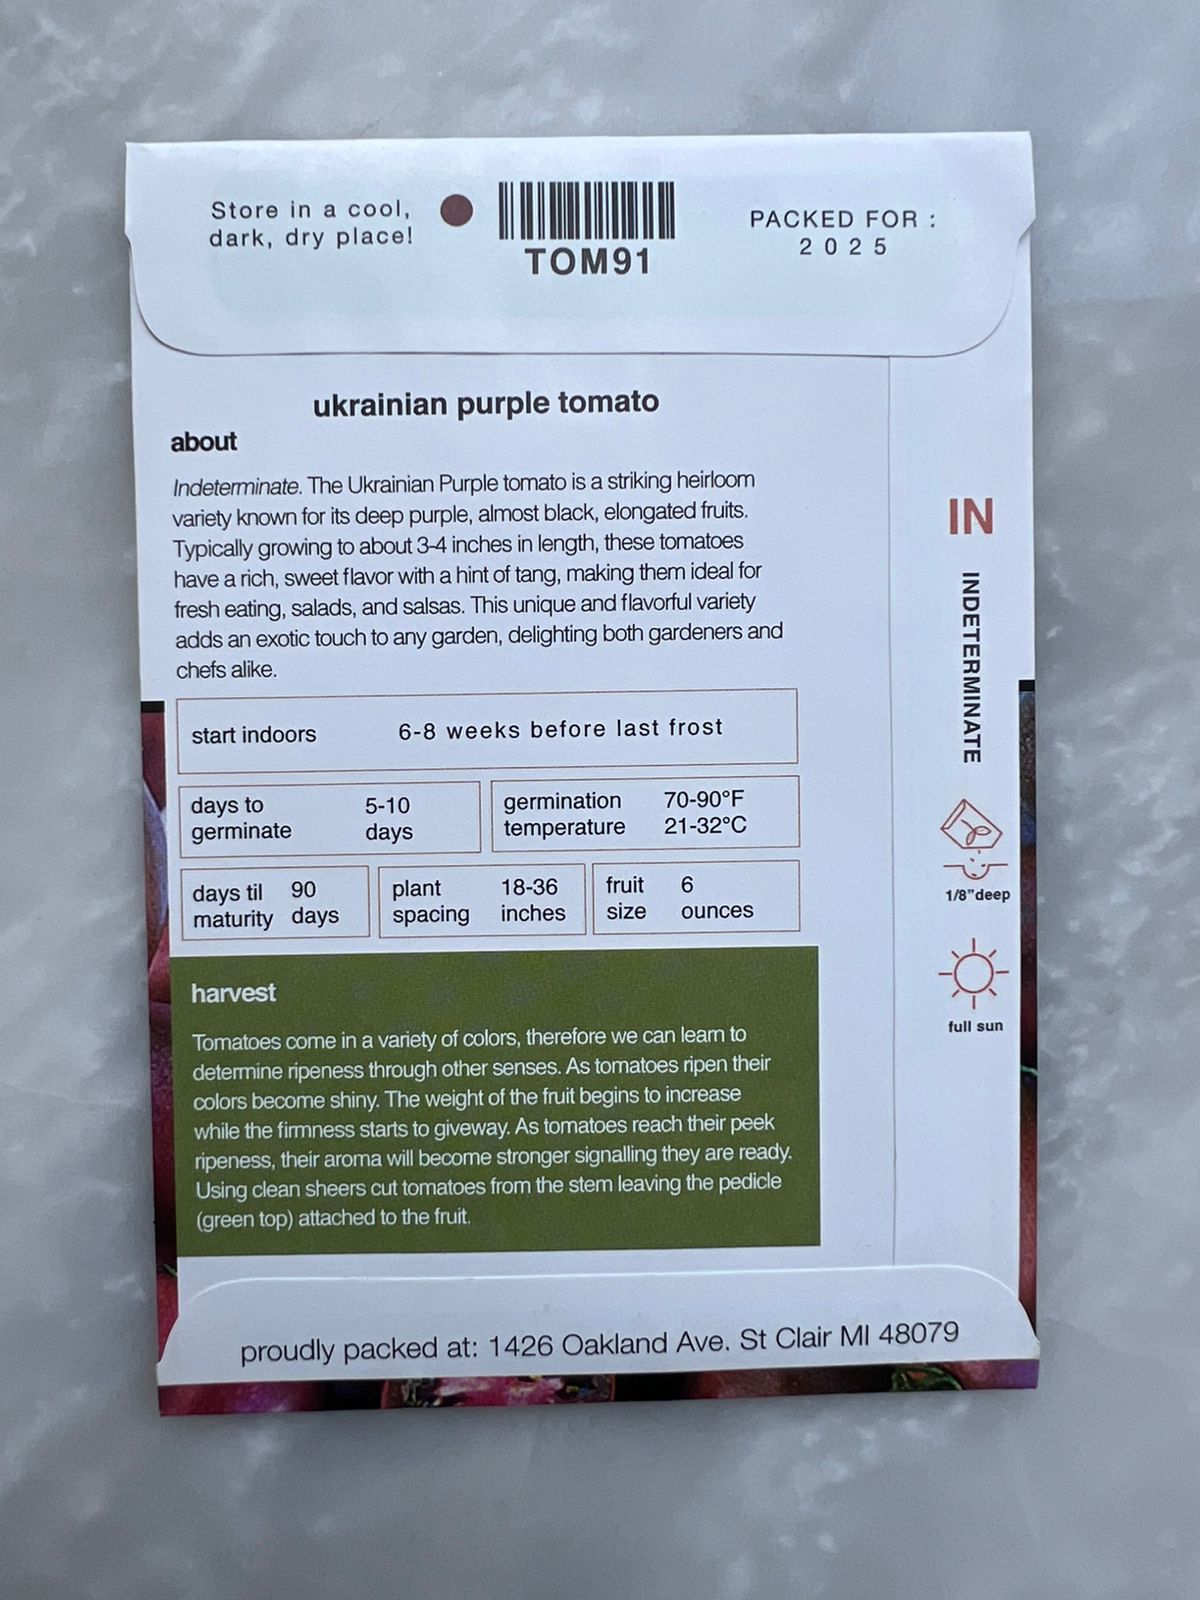 Store in a cool,
dark, dry place!
TOM91
PACKED FOR :
2025
ukrainian purple tomato
about
Indeterminate. The Ukrainian Purple tomato is a striking heirloom
variety known for its deep purple, almost black, elongated fruits.
Typically growing to about 3-4 inches in length, these tomatoes
have a rich, sweet flavor with a hint of tang, making them ideal for
fresh eating, salads, and salsas. This unique and flavorful variety
adds an exotic touch to any garden, delighting both gardeners and
chefs alike.
start indoors 6-8 weeks before last frost
days to 5-10
germinate days
germination 70-90°F
temperature 21-32°C
days til 90
maturity days
plant 18-36
spacing inches
fruit 6
size ounces
harvest
Tomatoes come in a variety of colors, therefore we can learn to
determine ripeness through other senses. As tomatoes ripen their
colors become shiny. The weight of the fruit begins to increase
while the firmness starts to giveway. As tomatoes reach their peek
ripeness, their aroma will become stronger signalling they are ready.
Using clean sheers cut tomatoes from the stem leaving the pedicle
(green top) attached to the fruit.
IN
INDETERMINATE
1/8"deep
full sun
proudly packed at: 1426 Oakland Ave. St Clair MI 48079